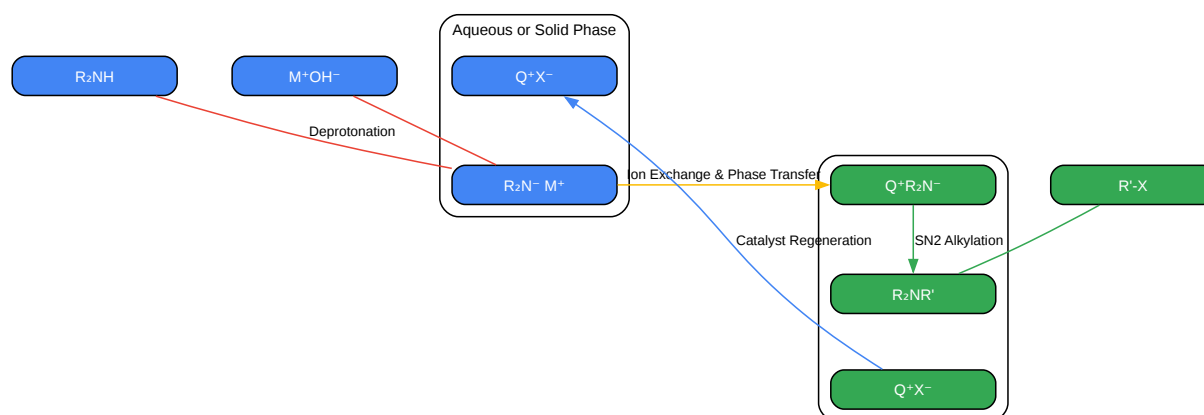 Aqueous or Solid Phase
R₂NH
M⁺OH⁻
Q⁺X⁻
Deprotonation
R₂N⁻ M⁺
Ion Exchange & Phase Transfer
Q⁺R₂N⁻
R'-X
Catalyst Regeneration
SN2 Alkylation
R₂NR'
Q⁺X⁻